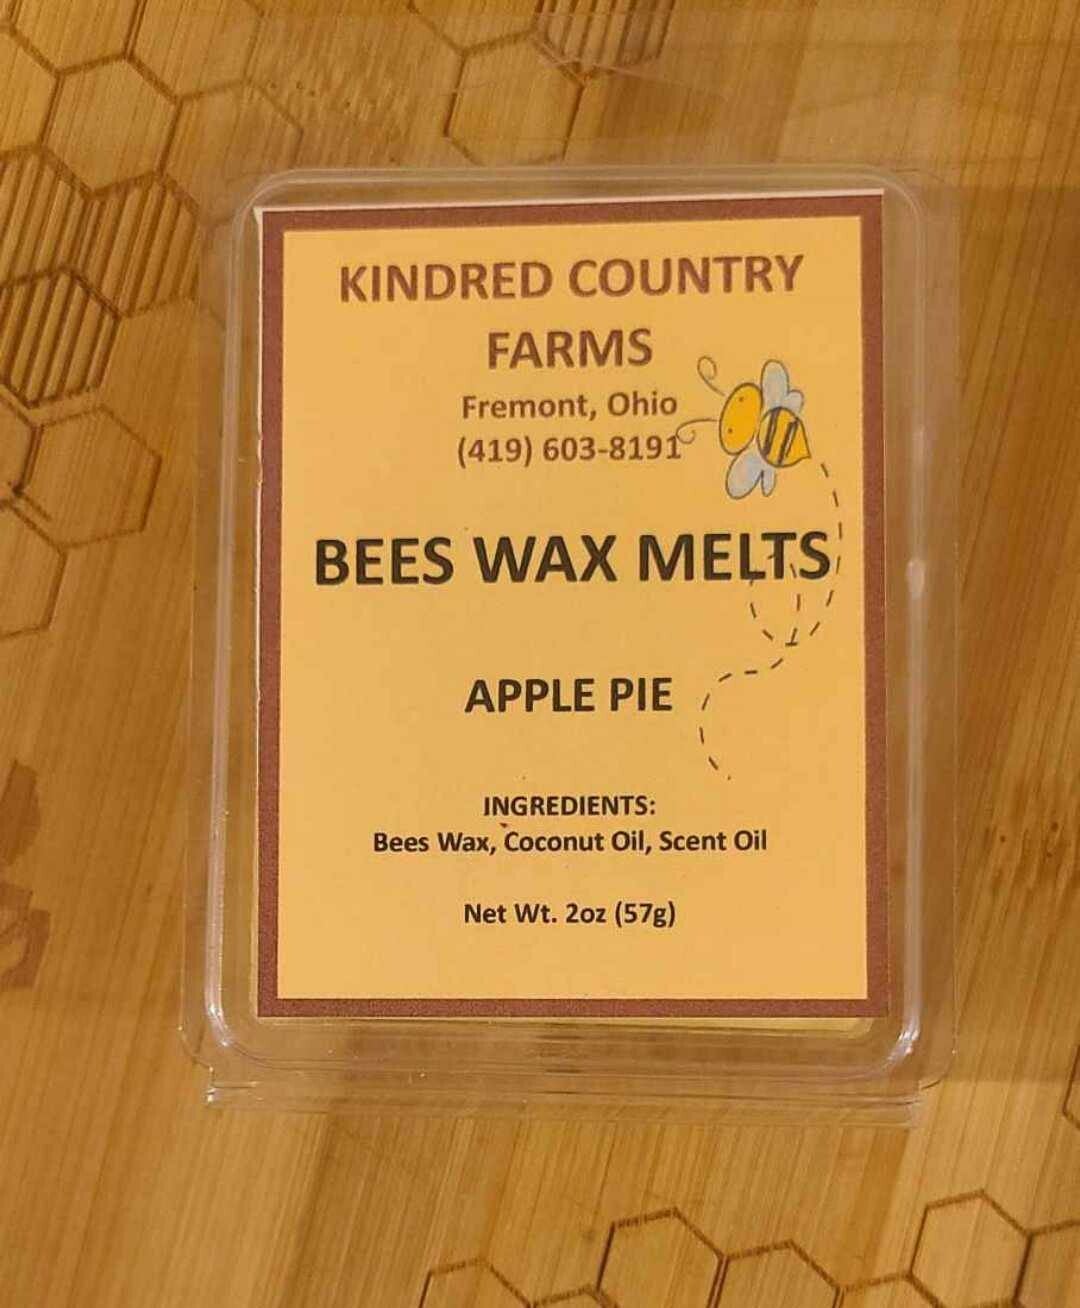 KINDRED COUNTRY
FARMS
Fremont, Ohio
(419) 603-8191
BEES WAX MELTS
APPLE PIE
INGREDIENTS:
Bees Wax, Coconut Oil, Scent Oil
Net Wt. 2oz (57g)